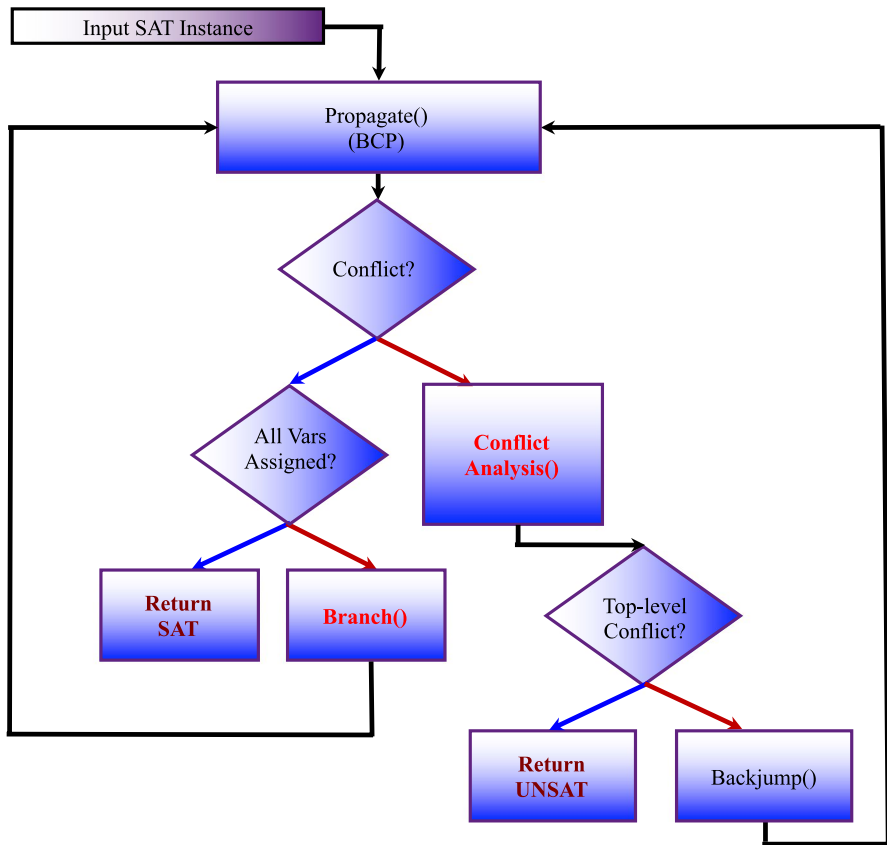 Input SAT Instance
Propagate()
(BCP)
Conflict?
All Vars
Assigned?
Conflict
Analysis()
Return
SAT
Branch()
Top-level
Conflict?
Return
UNSAT
Backjump()